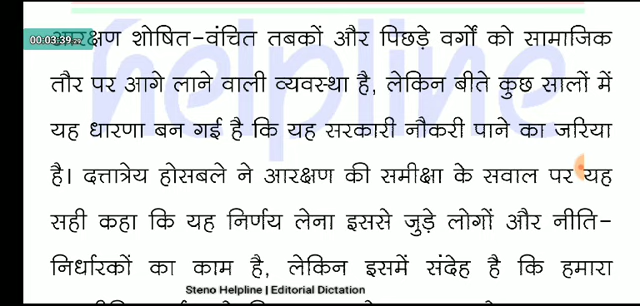 00:03:39
आरक्षण शोषित-वंचित तबकों और पिछड़े वर्गों को सामाजिक
तौर पर आगे लाने वाली व्यवस्था है, लेकिन बीते कुछ सालों में
यह धारणा बन गई है कि यह सरकारी नौकरी पाने का जरिया
है। दत्तात्रेय होसबले ने आरक्षण की समीक्षा के सवाल पर यह
सही कहा कि यह निर्णय लेना इससे जुड़े लोगों और नीति-
निर्धारकों का काम है, लेकिन इसमें संदेह है कि हमारा
Steno Helpline | Editorial Dictation
helpline